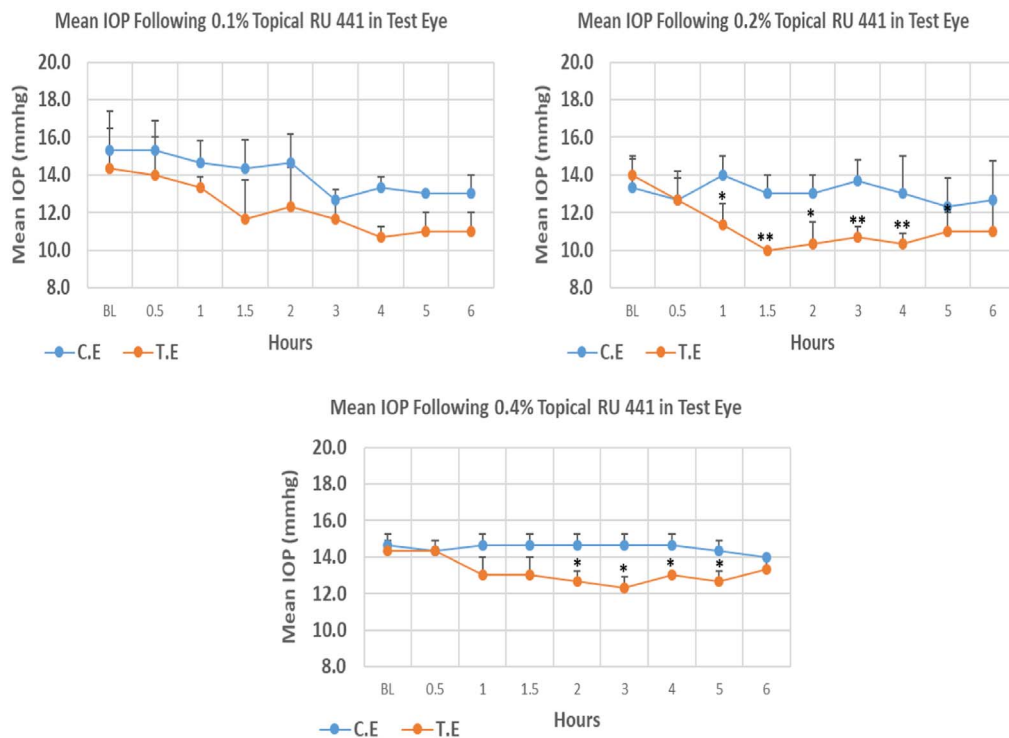 Mean IOP Following 0.1% Topical RU 441 in Test Eye
20.0
18.0
16.0
14.0
12.0
10.0
8.0
Mean IOP (mmhg)
BL 0.5 1 1.5 2 3 4 5 6
Hours
C.E T.E
Mean IOP Following 0.2% Topical RU 441 in Test Eye
20.0
18.0
16.0
14.0
12.0
10.0
8.0
Mean IOP (mmhg)
* ** * ** ** *
BL 0.5 1 1.5 2 3 4 5 6
Hours
C.E T.E
Mean IOP Following 0.4% Topical RU 441 in Test Eye
20.0
18.0
16.0
14.0
12.0
10.0
8.0
Mean IOP (mmhg)
* * * *
BL 0.5 1 1.5 2 3 4 5 6
Hours
C.E T.E